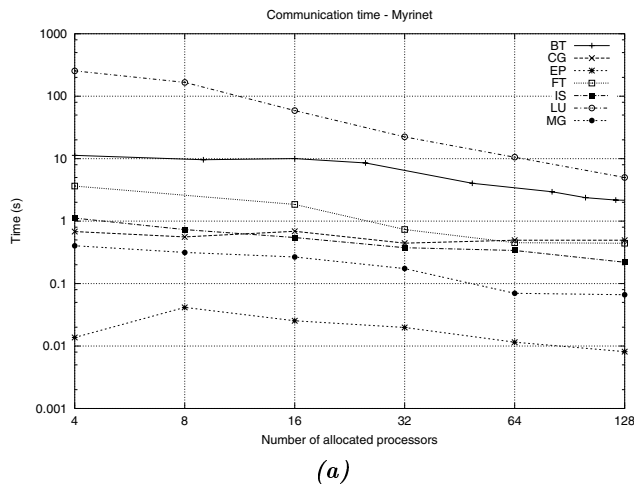 Communication time - Myrinet
1000
100
10
1
0.1
0.01
0.001
Time (s)
BT
CG
EP
FT
IS
LU
MG
4 8 16 32 64 128
Number of allocated processors
(a)